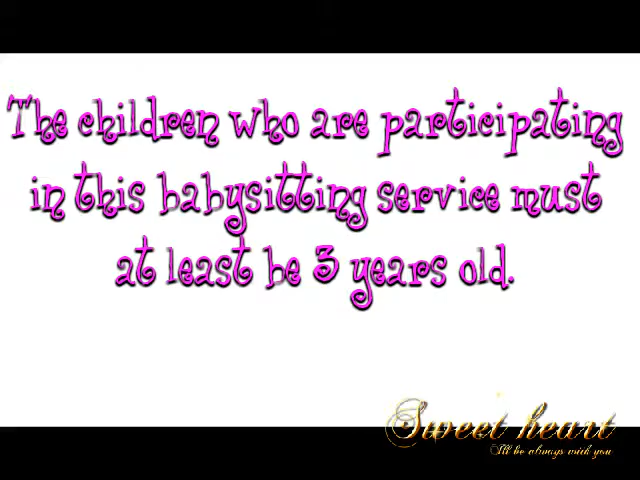 The children who are participating
in this babysitting service must
at least be 3 years old.
Sweet heart
I'll be always with you